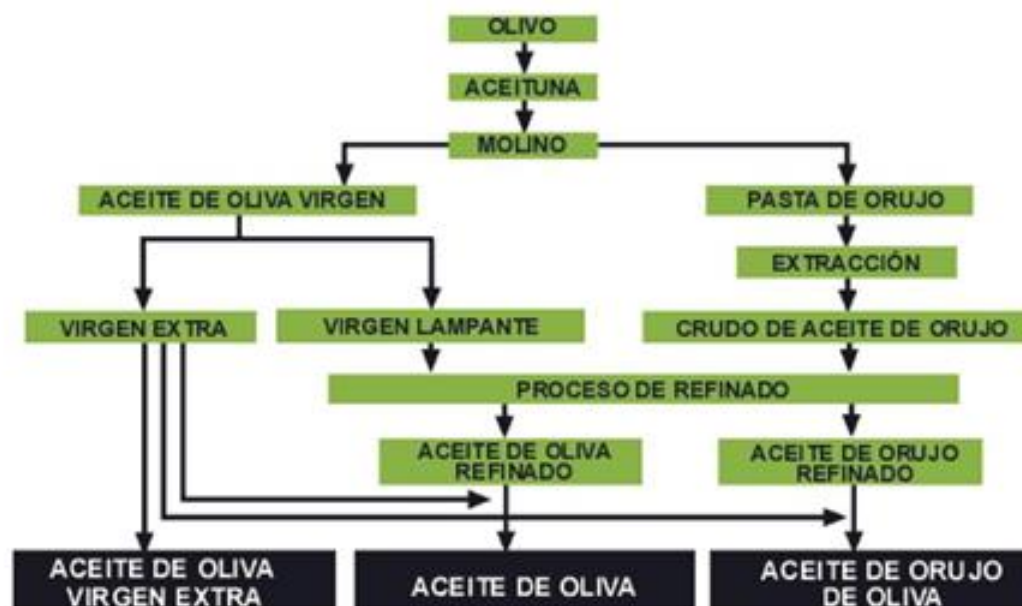 OLIVO
ACEITUNA
MOLINO
ACEITE DE OLIVA VIRGEN
PASTA DE ORUJO
EXTRACCIÓN
VIRGEN EXTRA
VIRGEN LAMPANTE
CRUDO DE ACEITE DE ORUJO
PROCESO DE REFINADO
ACEITE DE OLIVA
REFINADO
ACEITE DE ORUJO
REFINADO
ACEITE DE OLIVA
VIRGEN EXTRA
ACEITE DE OLIVA
ACEITE DE ORUJO
DE OLIVA